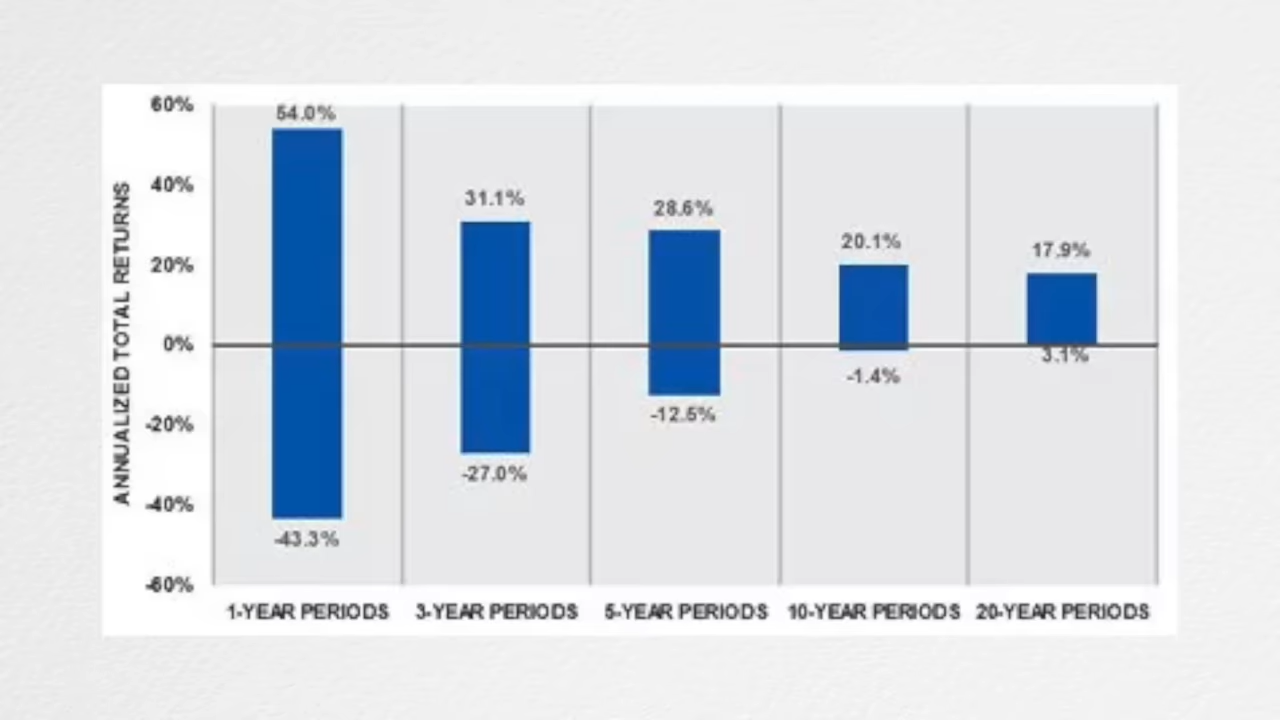 ANNUALIZED TOTAL RETURNS
60%
40%
20%
0%
-20%
-40%
-60%
54.0%
-43.3%
31.1%
-27.0%
28.6%
-12.5%
20.1%
-1.4%
17.9%
3.1%
1-YEAR PERIODS
3-YEAR PERIODS
5-YEAR PERIODS
10-YEAR PERIODS
20-YEAR PERIODS